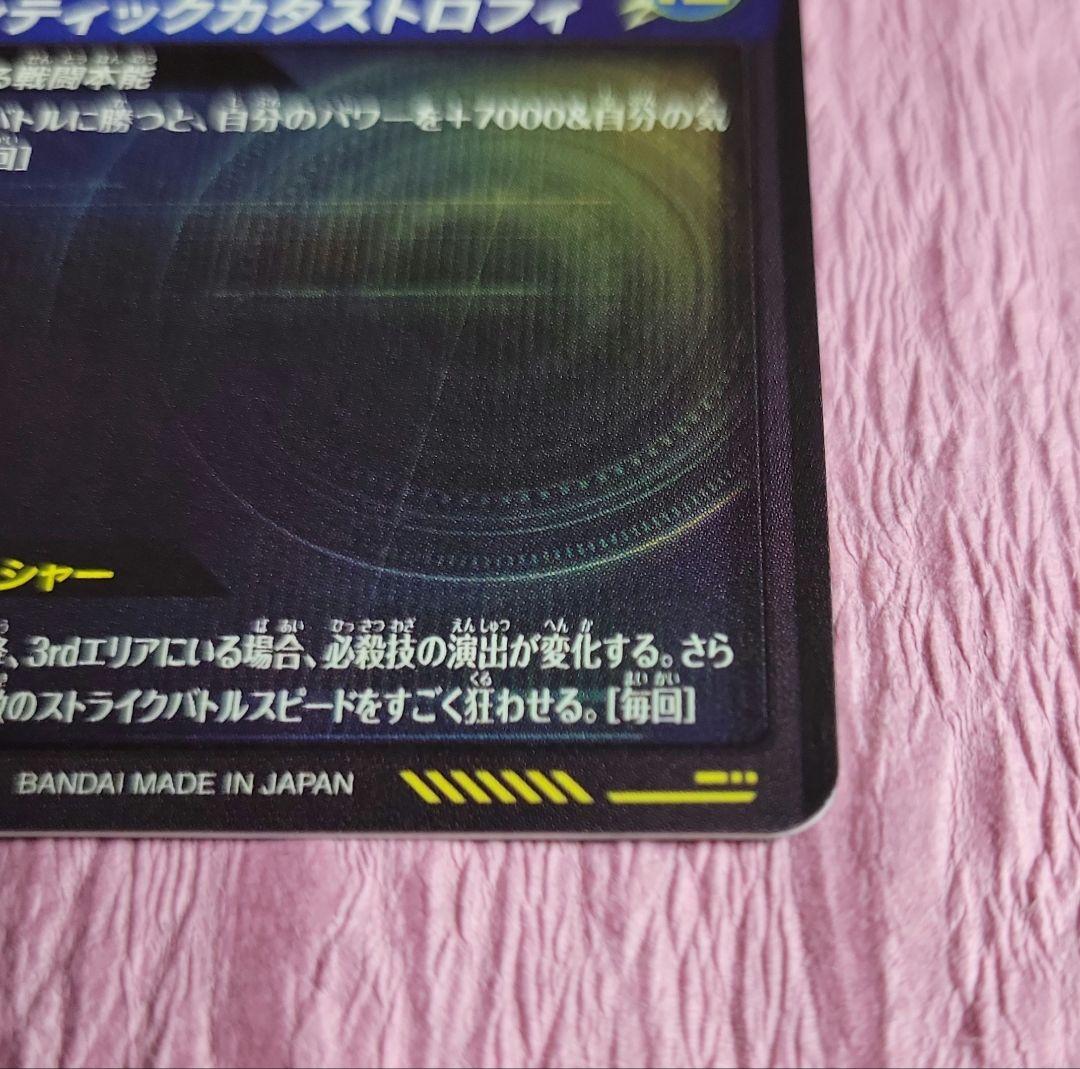 ティックカタストロフィ
る戦闘本能
バトルに勝つと、自分のパワーを+7000&自分の気
回]
シャー
、3rdエリアにいる場合、必殺技の演出が変化する。さら
のストライクバトルスピードをすごく狂わせる。[毎回]
BANDAI MADE IN JAPAN